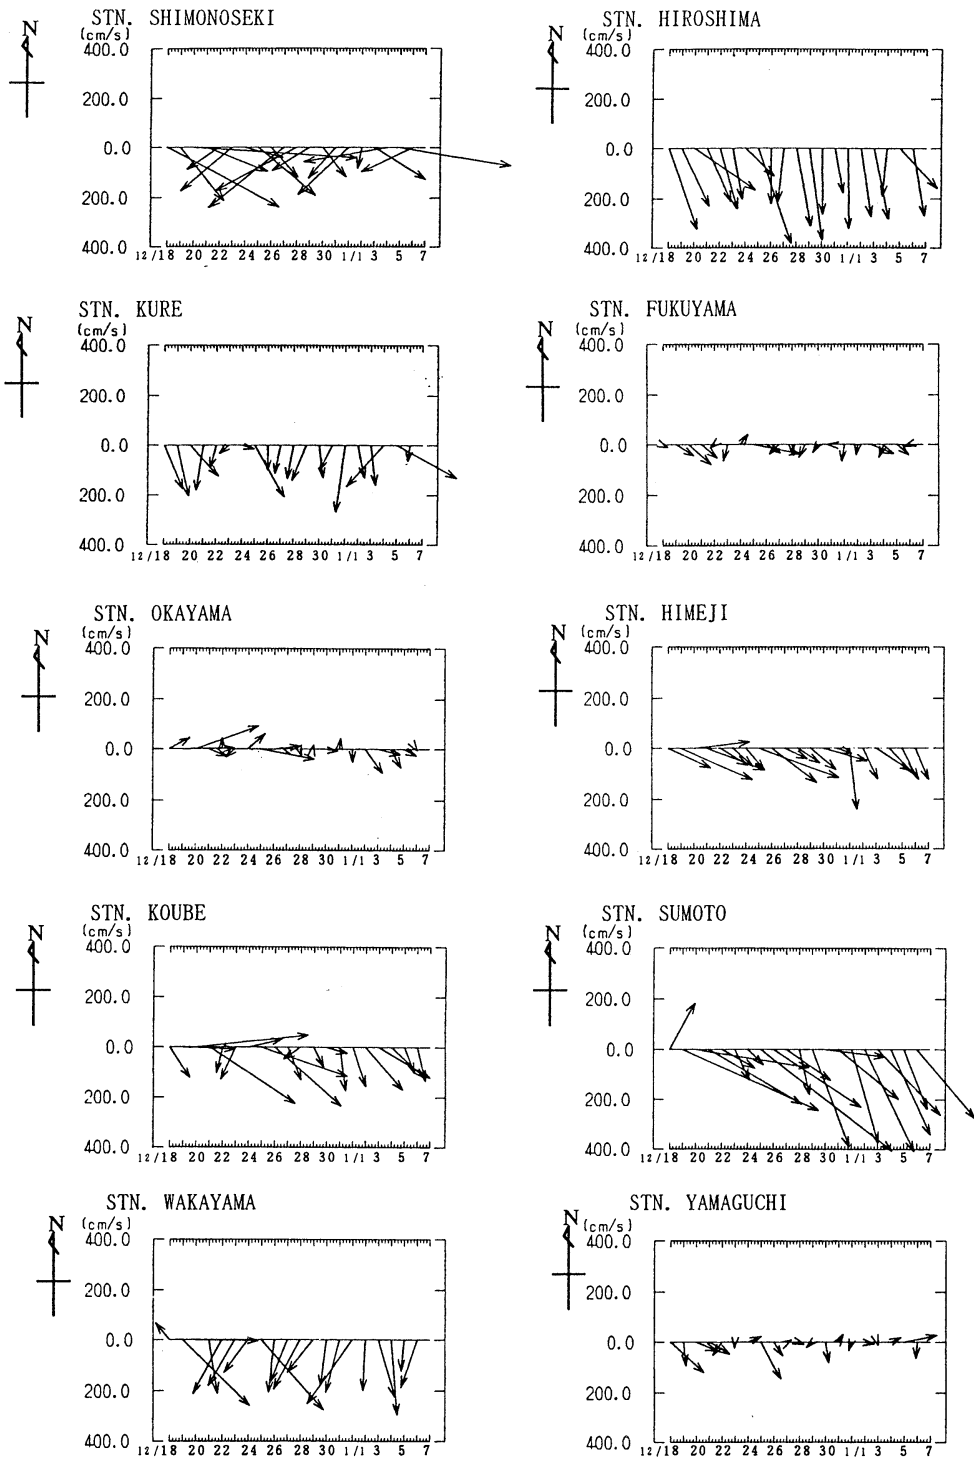 STN. SHIMONOSEKI
N (cm/s)
400.0
200.0
0.0
200.0
400.0
12/18 20 22 24 26 28 30 1/1 3 5 7
STN. HIROSHIMA
N (cm/s)
400.0
200.0
0.0
200.0
400.0
12/18 20 22 24 26 28 30 1/1 3 5 7
STN. KURE
N (cm/s)
400.0
200.0
0.0
200.0
400.0
12/18 20 22 24 26 28 30 1/1 3 5 7
STN. FUKUYAMA
N (cm/s)
400.0
200.0
0.0
200.0
400.0
12/18 20 22 24 26 28 30 1/1 3 5 7
STN. OKAYAMA
N (cm/s)
400.0
200.0
0.0
200.0
400.0
12/18 20 22 24 26 28 30 1/1 3 5 7
STN. HIMEJI
N (cm/s)
400.0
200.0
0.0
200.0
400.0
12/18 20 22 24 26 28 30 1/1 3 5 7
STN. KOUBE
N (cm/s)
400.0
200.0
0.0
200.0
400.0
12/18 20 22 24 26 28 30 1/1 3 5 7
STN. SUMOTO
N (cm/s)
400.0
200.0
0.0
200.0
400.0
12/18 20 22 24 26 28 30 1/1 3 5 7
STN. WAKAYAMA
N (cm/s)
400.0
200.0
0.0
200.0
400.0
12/18 20 22 24 26 28 30 1/1 3 5 7
STN. YAMAGUCHI
N (cm/s)
400.0
200.0
0.0
200.0
400.0
12/18 20 22 24 26 28 30 1/1 3 5 7